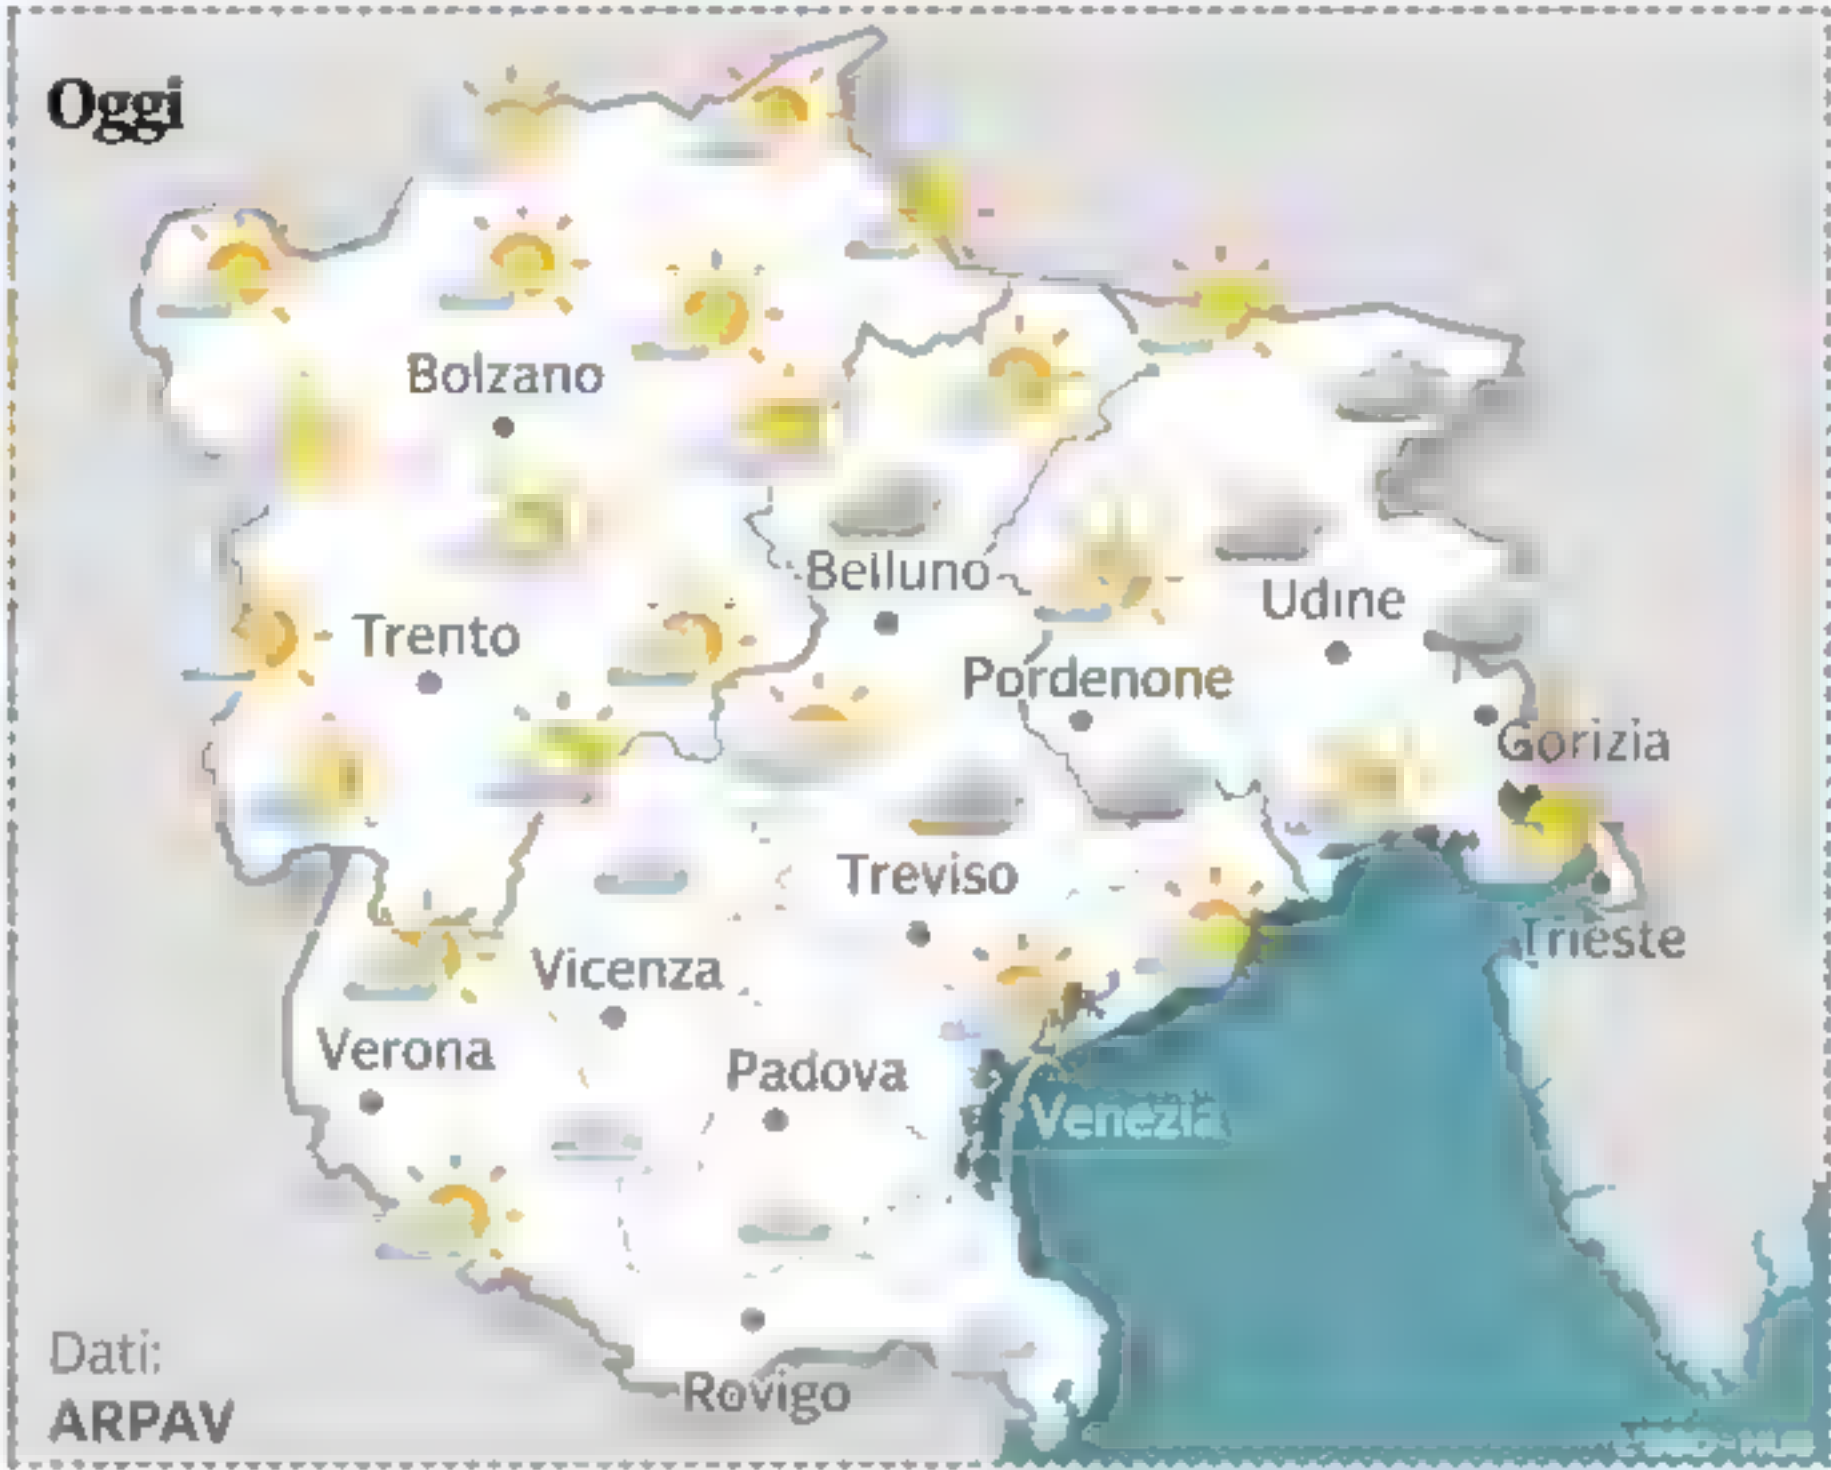 Oggi
Bolzano
Belluno
Udine
Trento
Pordenone
Gorizia
Treviso
Trieste
Vicenza
Verona
Padova
Venezia
Dati:
Rovigo
ARPAV